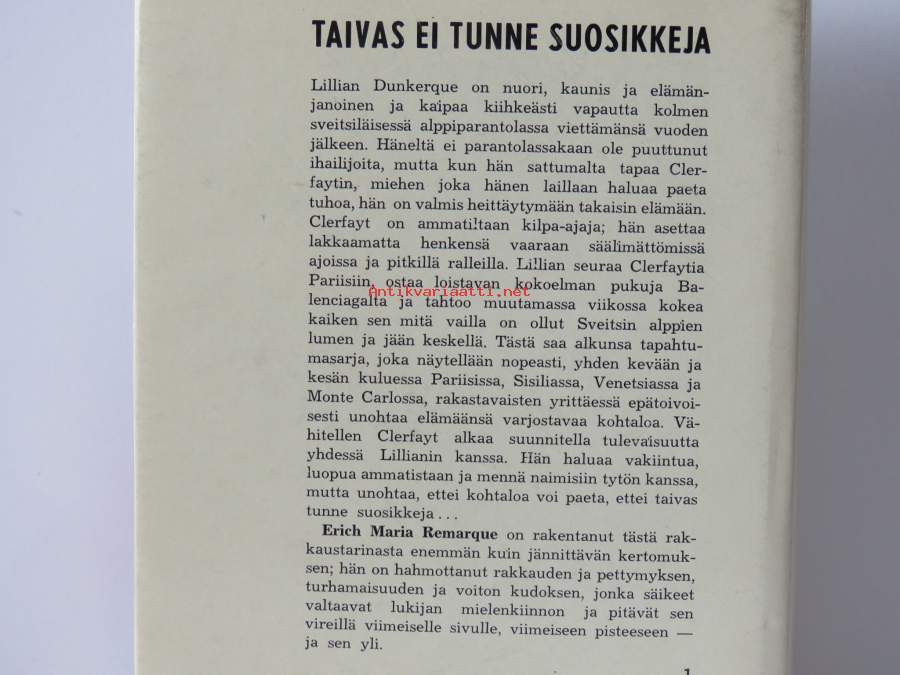 TAIVAS EI TUNNE SUOSIKKEJA
Lillian Dunkerque on nuori, kaunis ja elämän-
janoinen ja kaipaa kiihkeästi vapautta kolmen
sveitsiläisessä alppiparantolassa viettämänsä vuoden
jälkeen. Häneltä ei parantolassakaan ole puuttunut
ihailijoita, mutta kun hän sattumalta tapaa Cler-
faytin, miehen joka hänen laillaan haluaa paeta
tuhoa, hän on valmis heittäytymään takaisin elämään.
Clerfayt on ammatiltaan kilpa-ajaja; hän asettaa
lakkaamatta henkensä vaaraan säälimättömissä
ajoissa ja pitkillä ralleilla. Lillian seuraa Clerfaytia
Pariisiin, ostaa loistavan kokoelman pukuja Ba-
Antikvariaatti.net
lenciagalta ja tahtoo muutamassa viikossa kokea
kaiken sen mitä vailla on ollut Sveitsin alppien
lumen ja jään keskellä. Tästä saa alkunsa tapahtu-
masarja, joka näytellään nopeasti, yhden kevään ja
kesän kuluessa Pariisissa, Sisiliassa, Venetsiassa ja
Monte Carlossa, rakastavaisten yrittäessä epätoivoi-
sesti unohtaa elämäänsä varjostavaa kohtaloa. Vä-
hitellen Clerfayt alkaa suunnitella tulevaisuutta
yhdessä Lillianin kanssa. Hän haluaa vakiintua,
luopua ammatistaan ja mennä naimisiin tytön kanssa,
mutta unohtaa, ettei kohtaloa voi paeta, ettei taivas
tunne suosikkeja...
Erich Maria Remarque on rakentanut tästä rak-
kaustarinasta enemmän kuin jännittävän kertomuk-
sen; hän on hahmottanut rakkauden ja pettymyksen,
turhamaisuuden ja voiton kudoksen, jonka säikeet
valtaavat lukijan mielenkiinnon ja pitävät sen
vireillä viimeiselle sivulle, viimeiseen pisteeseen —
ja sen yli.